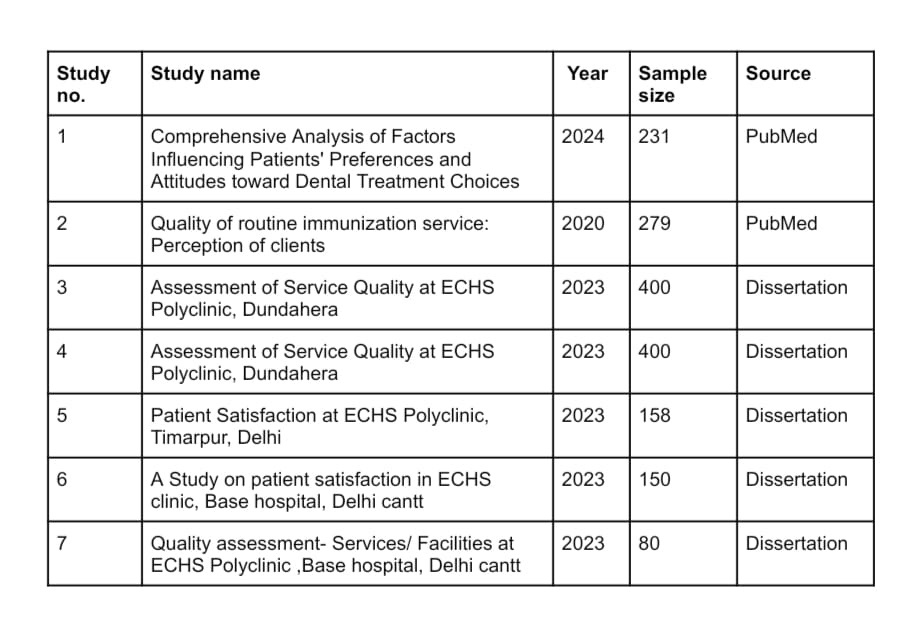 Study no. Study name Year Sample size Source
1 Comprehensive Analysis of Factors Influencing Patients' Preferences and Attitudes toward Dental Treatment Choices 2024 231 PubMed
2 Quality of routine immunization service: Perception of clients 2020 279 PubMed
3 Assessment of Service Quality at ECHS Polyclinic, Dundahera 2023 400 Dissertation
4 Assessment of Service Quality at ECHS Polyclinic, Dundahera 2023 400 Dissertation
5 Patient Satisfaction at ECHS Polyclinic, Timarpur, Delhi 2023 158 Dissertation
6 A Study on patient satisfaction in ECHS clinic, Base hospital, Delhi cantt 2023 150 Dissertation
7 Quality assessment- Services/ Facilities at ECHS Polyclinic ,Base hospital, Delhi cantt 2023 80 Dissertation